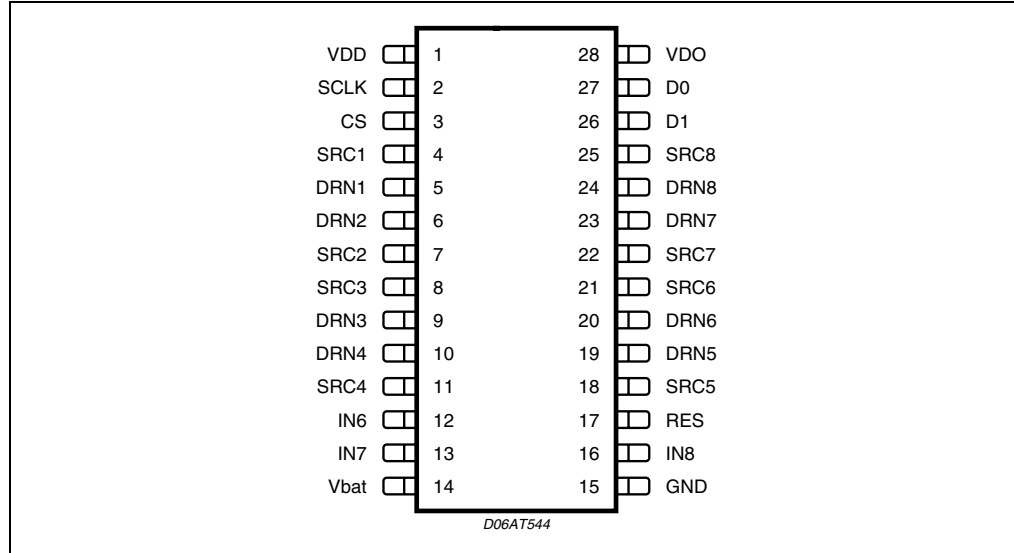 VDD 1 28 VDO
SCLK 2 27 D0
CS 3 26 D1
SRC1 4 25 SRC8
DRN1 5 24 DRN8
DRN2 6 23 DRN7
SRC2 7 22 SRC7
SRC3 8 21 SRC6
DRN3 9 20 DRN6
DRN4 10 19 DRN5
SRC4 11 18 SRC5
IN6 12 17 RES
IN7 13 16 IN8
Vbat 14 15 GND
D06AT544